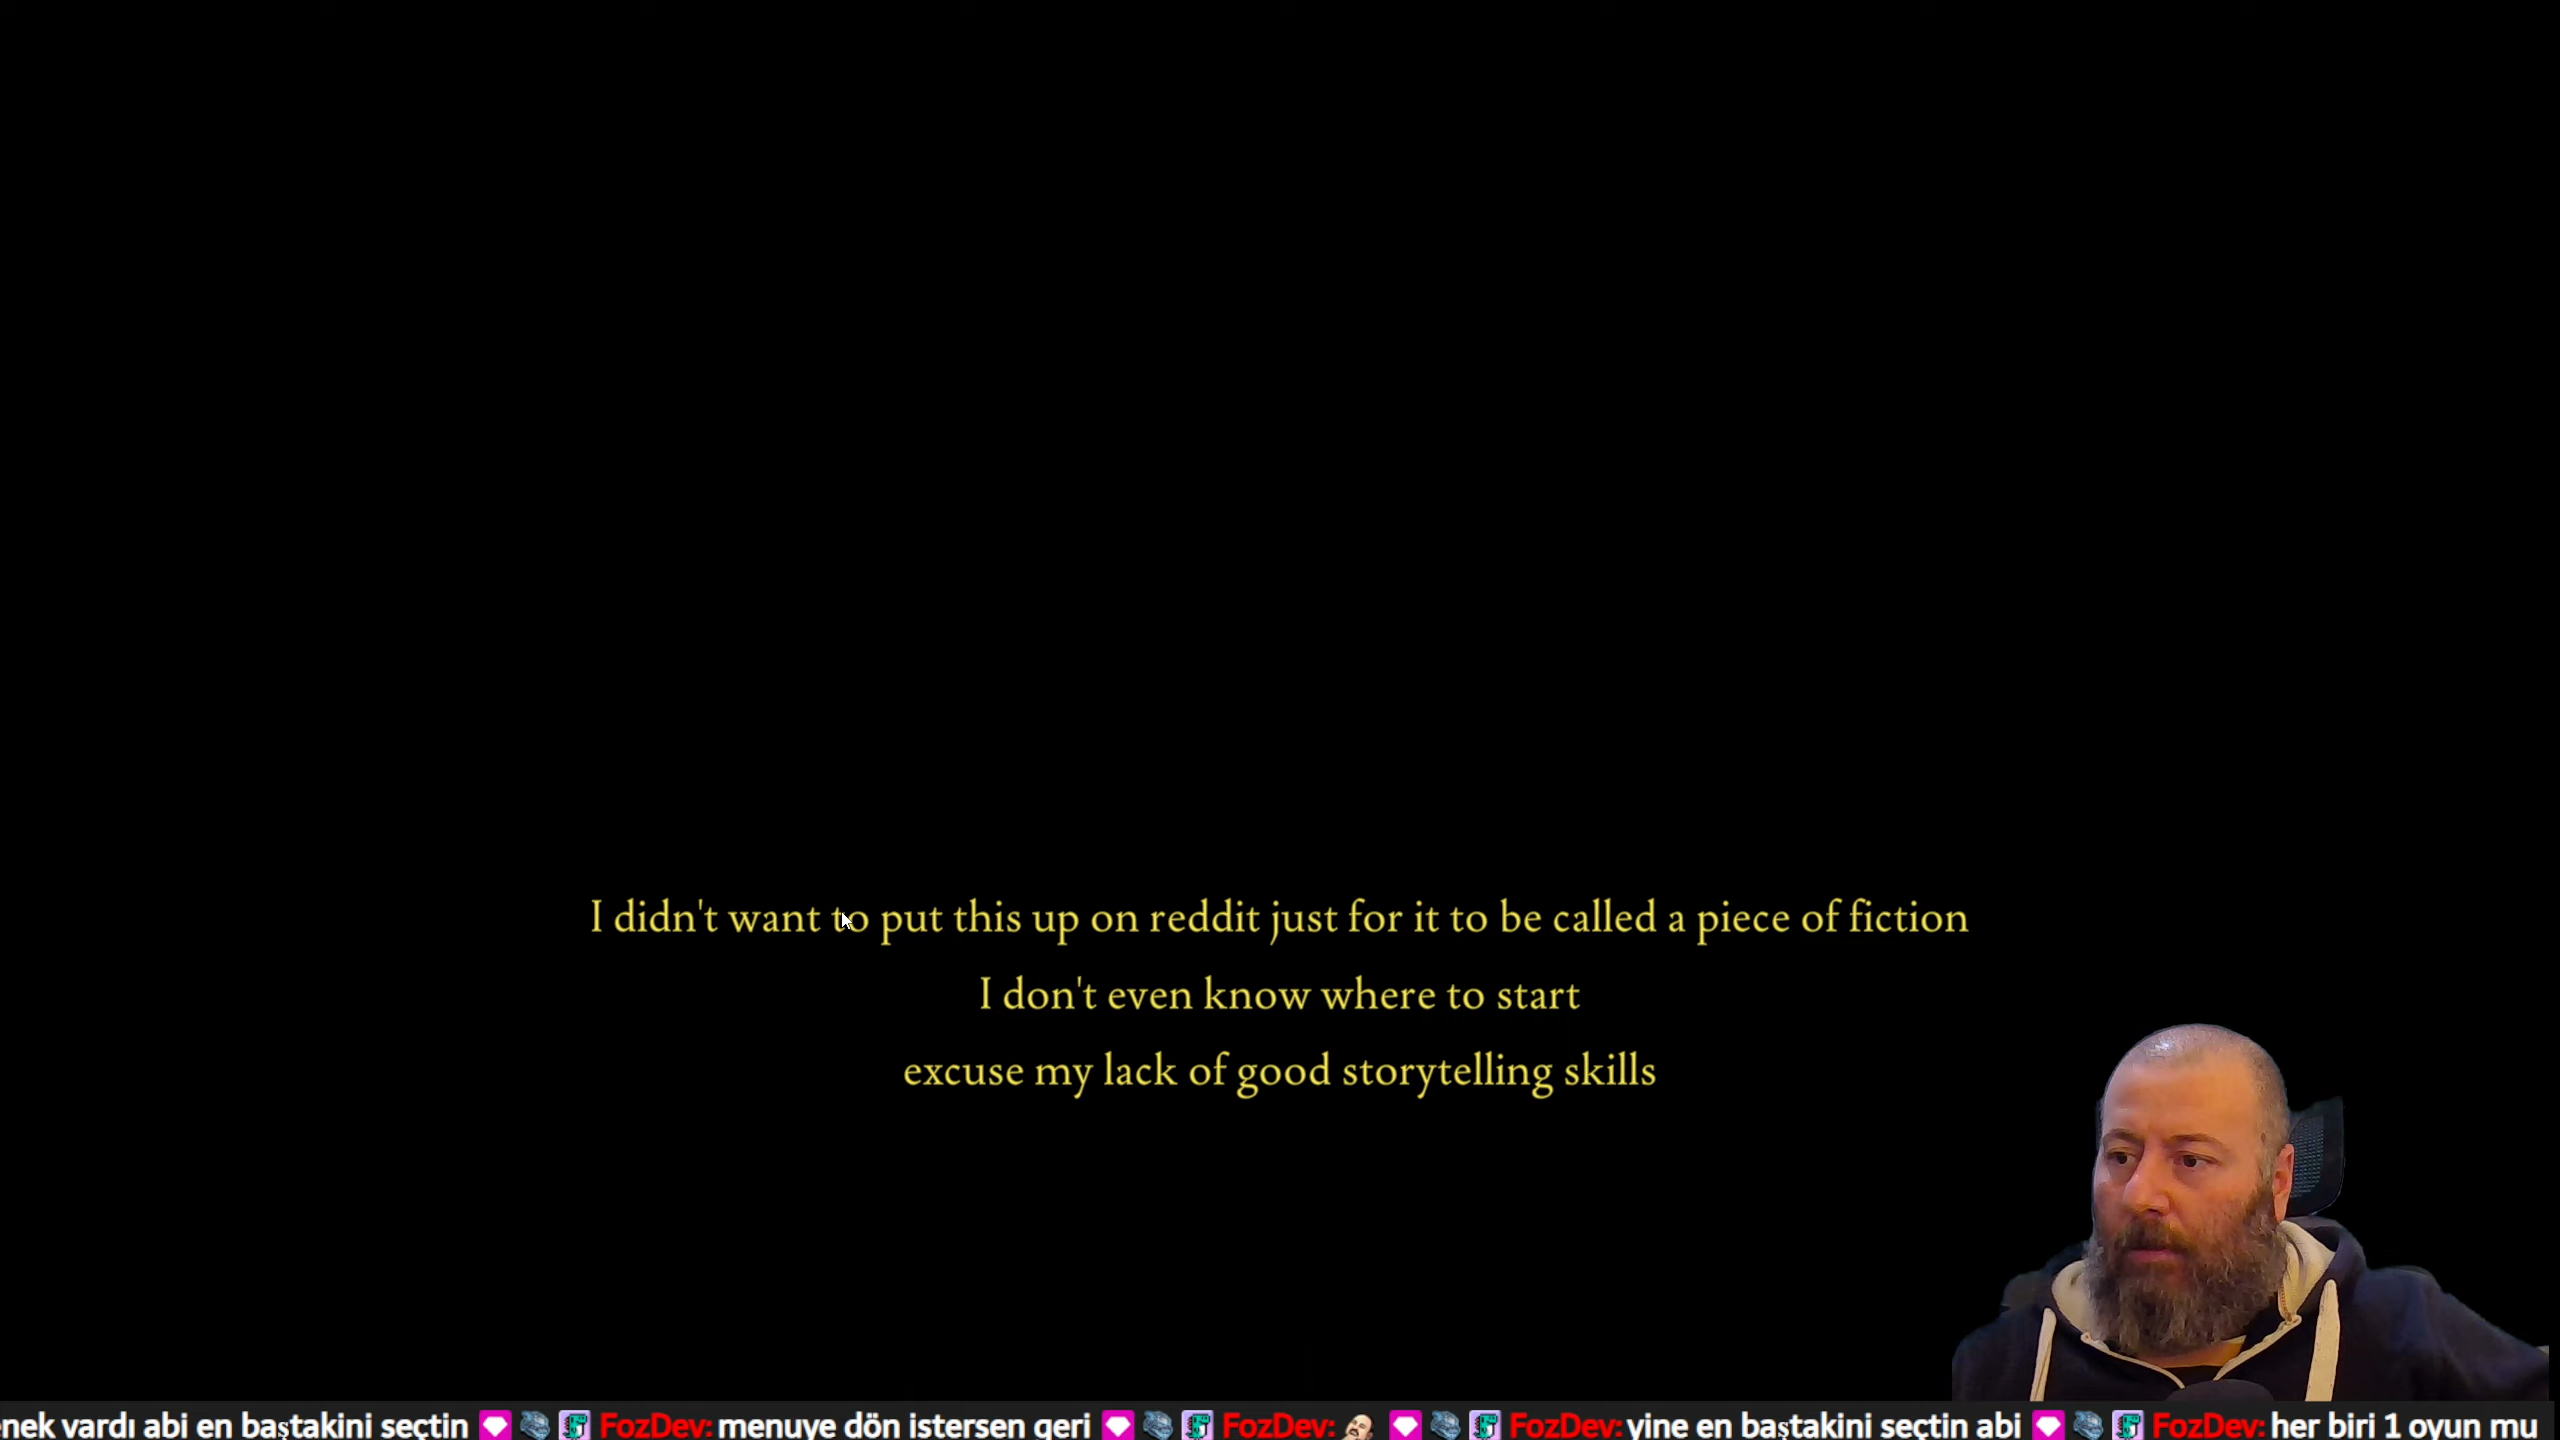 I didn't want to put this up on reddit just for it to be called a piece of fiction
I don't even know where to start
excuse my lack of good storytelling skills
vardı abi en baştakini seçtin FozDev: menuye dön istersen geri FozDev: FozDev: yine en baştakini seçtin abi FozDev: her biri 1 oyun mu